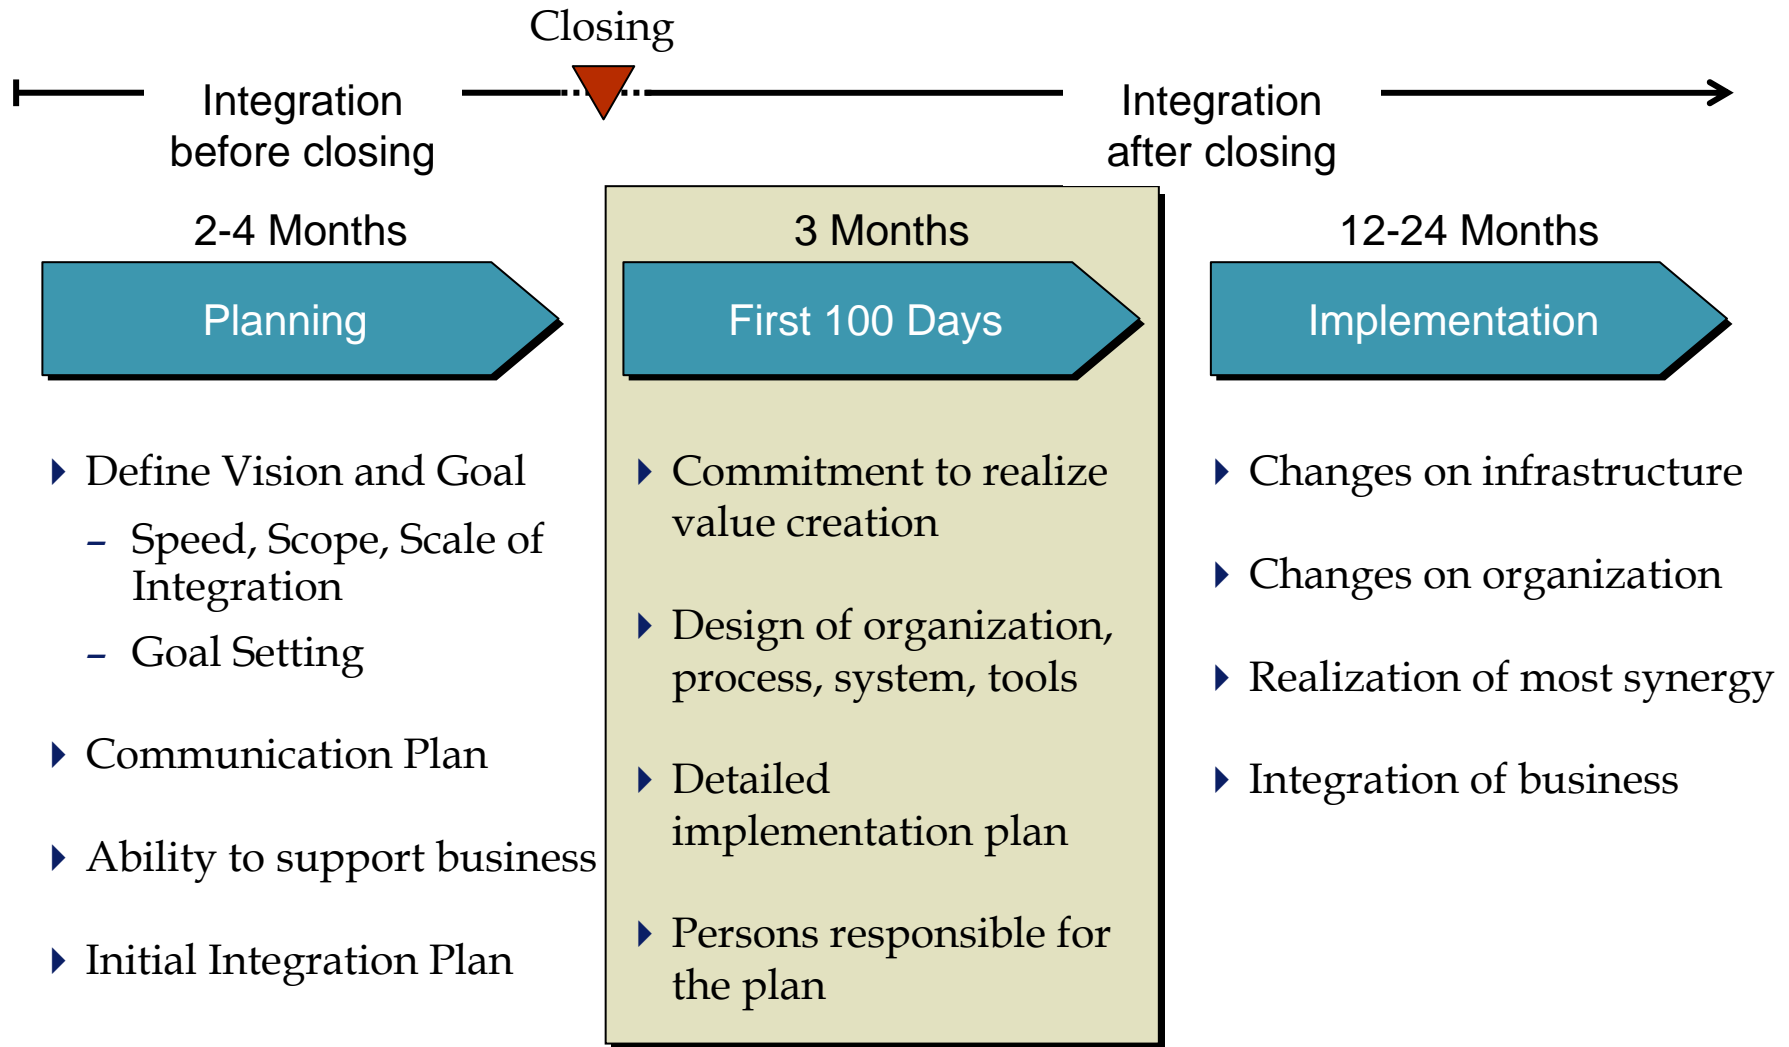 Closing
Integration
before closing
Integration
after closing
2-4 Months
3 Months
12-24 Months
Planning
First 100 Days
Implementation
Define Vision and Goal
– Speed, Scope, Scale of
Integration
– Goal Setting
Communication Plan
Ability to support business
Initial Integration Plan
Commitment to realize
value creation
Design of organization,
process, system, tools
Detailed
implementation plan
Persons responsible for
the plan
Changes on infrastructure
Changes on organization
Realization of most synergy
Integration of business